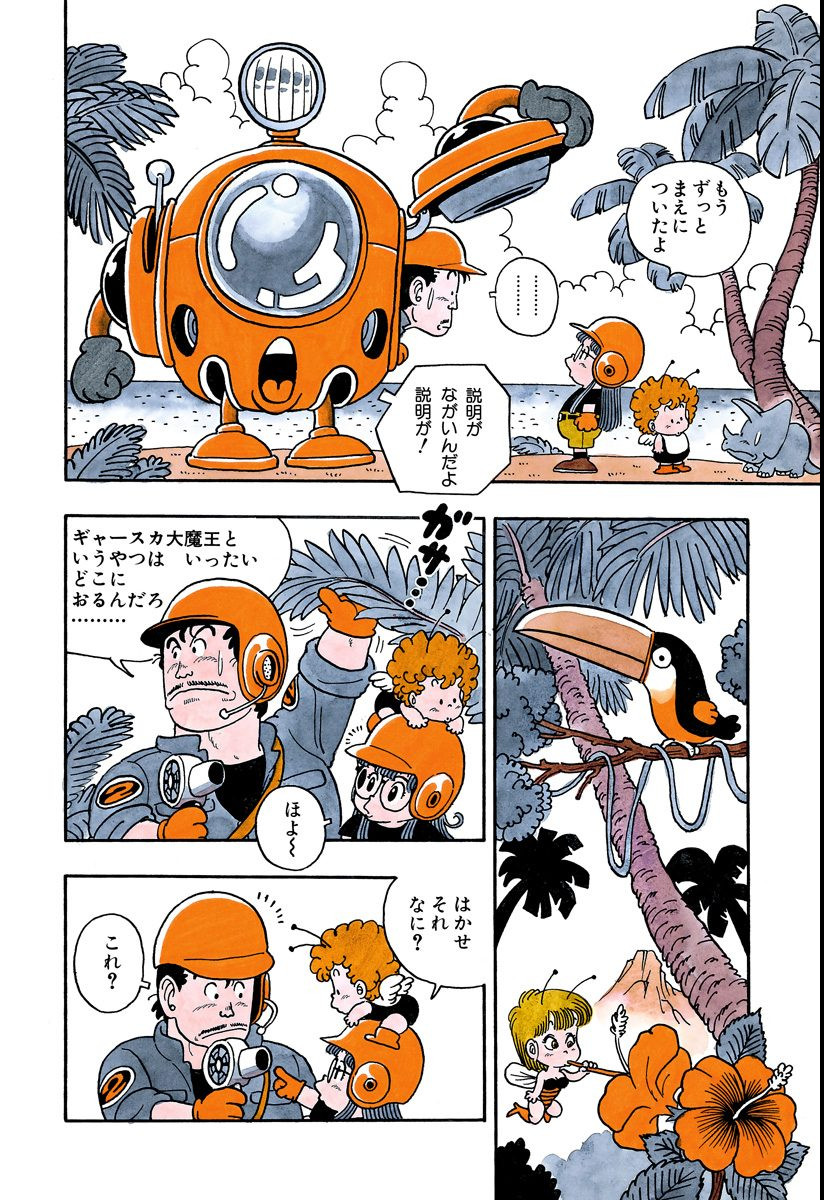 もう
ずっと
まえに
ついたよ
……
……
説明が
ながいんだよ
説明が!
ガサ…
ギャースカ大魔王と
いうやつは いったい
どこに
おるんだろ
………
ほよ〜
はかせ
それ
なに?
これ?